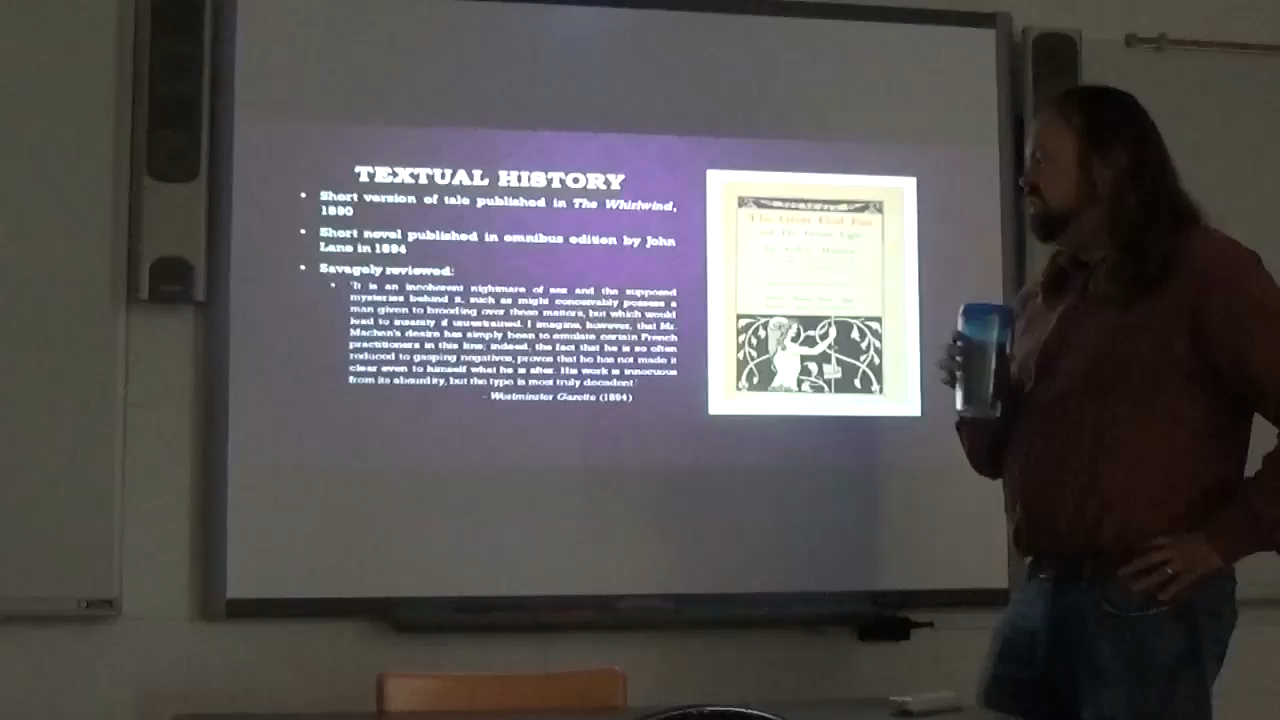 TEXTUAL HISTORY
• Short version of tale published in The Whirlwind,
1890
• Short novel published in omnibus edition by John
Lane in 1894
• Savagely reviewed:
• 'It is an incoherent nightmare of sex and the supposed
mysteries behind it, such as might conceivably possess a
man given to brooding over these matters, but which would
lead to insanity if unrestrained. I imagine, however, that Mr.
Machen's desire has simply been to emulate certain French
practitioners in this line; indeed, the fact that he is so often
reduced to gasping negatives, proves that he has not made it
clear even to himself what he is after. His work is innocuous
from its absurdity, but the type is most truly decadent'
- Westminster Gazette (1894)
The Great God Pan
and The Inmost Light
by Arthur Machen